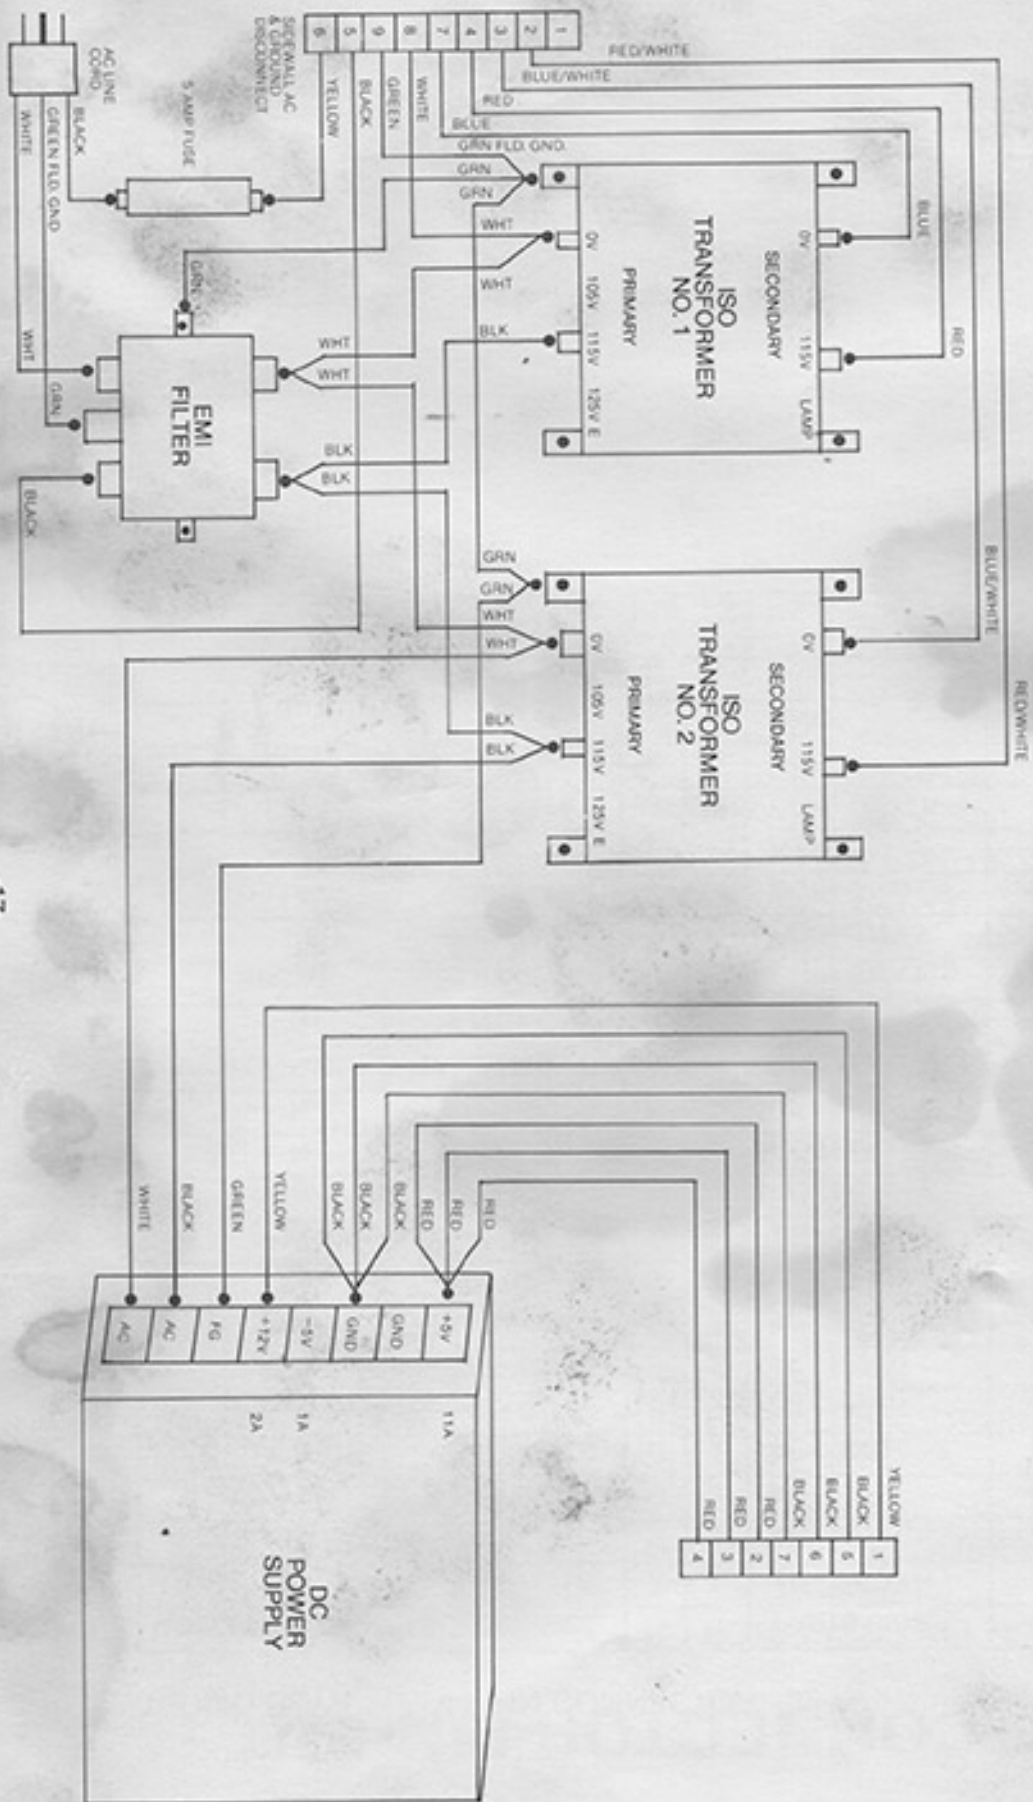 AC LINE
CORD
BLACK
GREEN FLD. GND
WHITE
5 AMP FUSE
SIDEWALL AC
& GROUND
DISCONNECT
6
5
9
8
7
4
3
2
1
YELLOW
BLACK
GREEN
WHITE
BLUE
RED
BLUE/WHITE
RED/WHITE
GRN FLD. GND.
GRN
GRN
WHT
WHT
BLK
BLUE
RED
BLUE/WHITE
RED/WHITE
ISO
TRANSFORMER
NO. 1
SECONDARY
0V
115V
LAMP
PRIMARY
0V
105V
115V
125V E
GRN
WHT
GRN
BLACK
EMI
FILTER
WHT
WHT
BLK
BLK
GRN
GRN
WHT
WHT
BLK
BLK
ISO
TRANSFORMER
NO. 2
SECONDARY
0V
115V
LAMP
PRIMARY
0V
105V
115V
125V E
17
WHITE
BLACK
GREEN
YELLOW
BLACK
BLACK
BLACK
RED
RED
RED
AC
AC
FG
+12V
-5V
GND
GND
+5V
2A
1A
11A
DC
POWER
SUPPLY
YELLOW
BLACK
BLACK
BLACK
RED
RED
RED
1
5
6
7
2
3
4